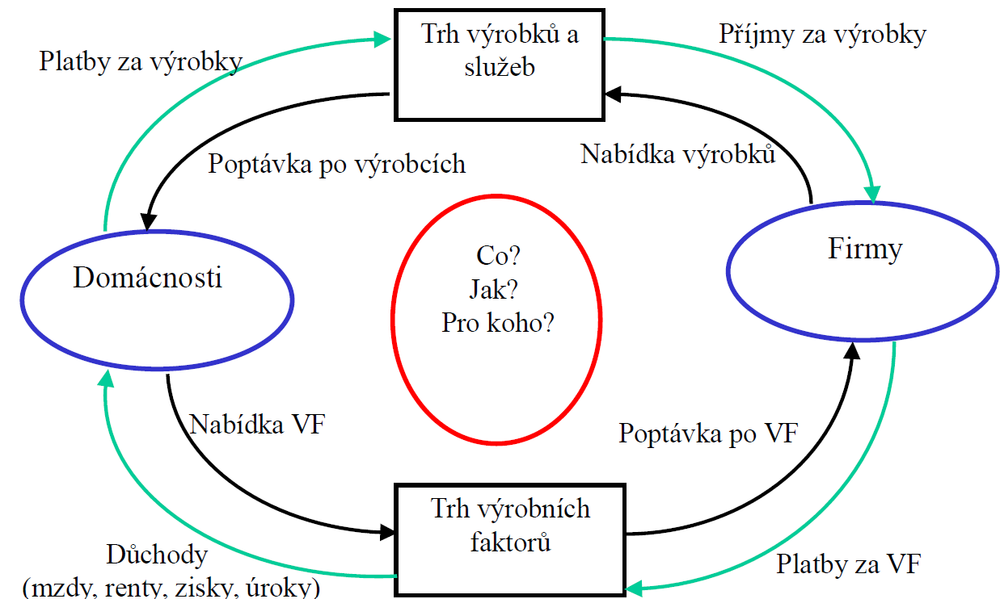 Trh výrobků a
služeb
Příjmy za výrobky
Platby za výrobky
Nabídka výrobků
Poptávka po výrobcích
Domácnosti
Co?
Jak?
Pro koho?
Firmy
Nabídka VF
Poptávka po VF
Trh výrobních
faktorů
Důchody
(mzdy, renty, zisky, úroky)
Platby za VF